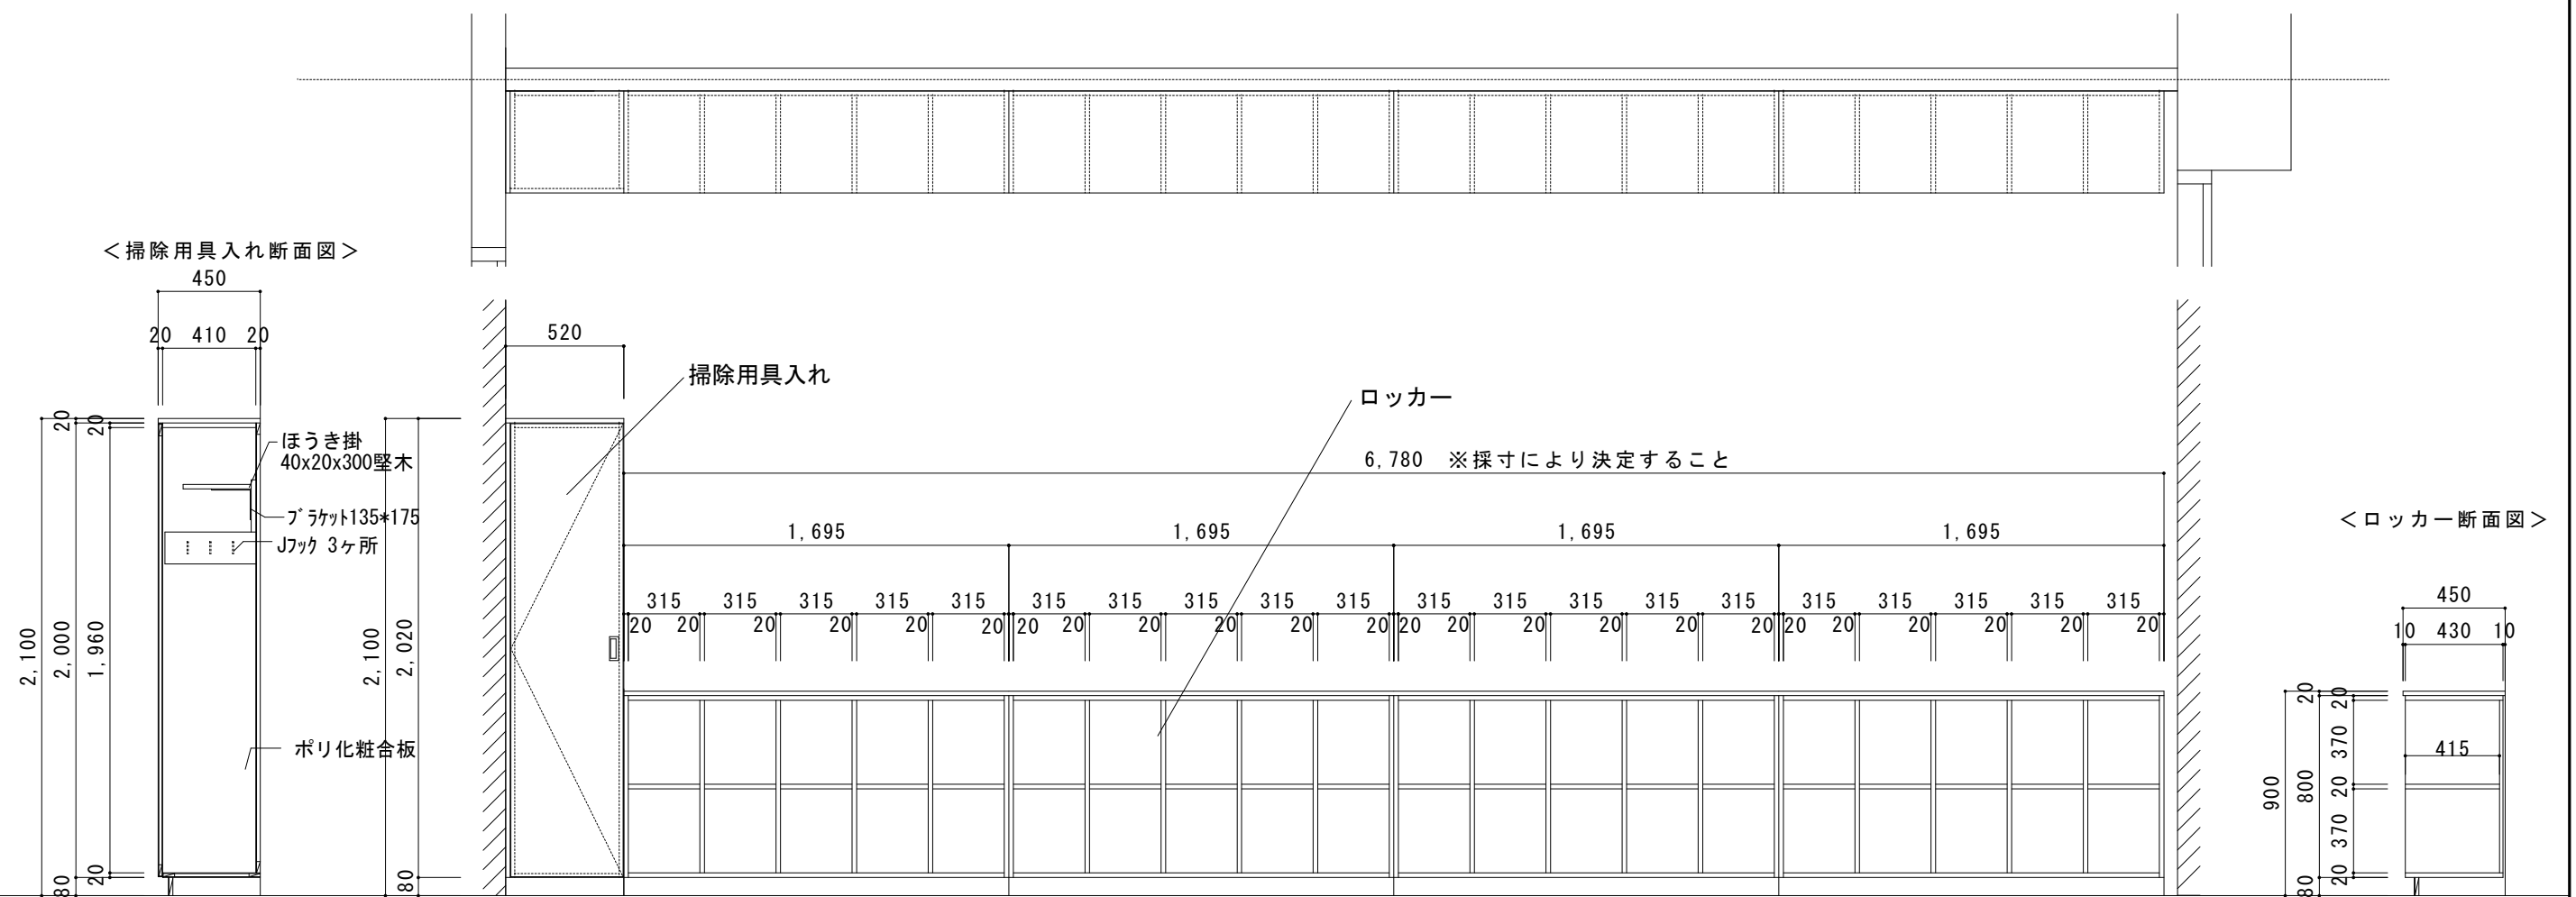 ＜掃除用具入れ断面図＞
450
20 410 20
ほうき掛
40x20x300堅木
ﾌﾞﾗｹｯﾄ135*175
Jﾌｯｸ 3ヶ所
ポリ化粧合板
2,100
20
2,000
80
20
1,960
20
2,100
2,020
80
520
掃除用具入れ
ロッカー
6,780 ※採寸により決定すること
1,695 1,695 1,695 1,695
315 315 315 315 315 315 315 315 315 315 315 315 315 315 315 315 315 315 315 315
20 20 20 20 20 20 20 20 20 20 20 20 20 20 20 20 20 20 20 20 20 20 20 20
＜ロッカー断面図＞
450
10 430 10
415
900
20
800
80
20
370
20
370
20